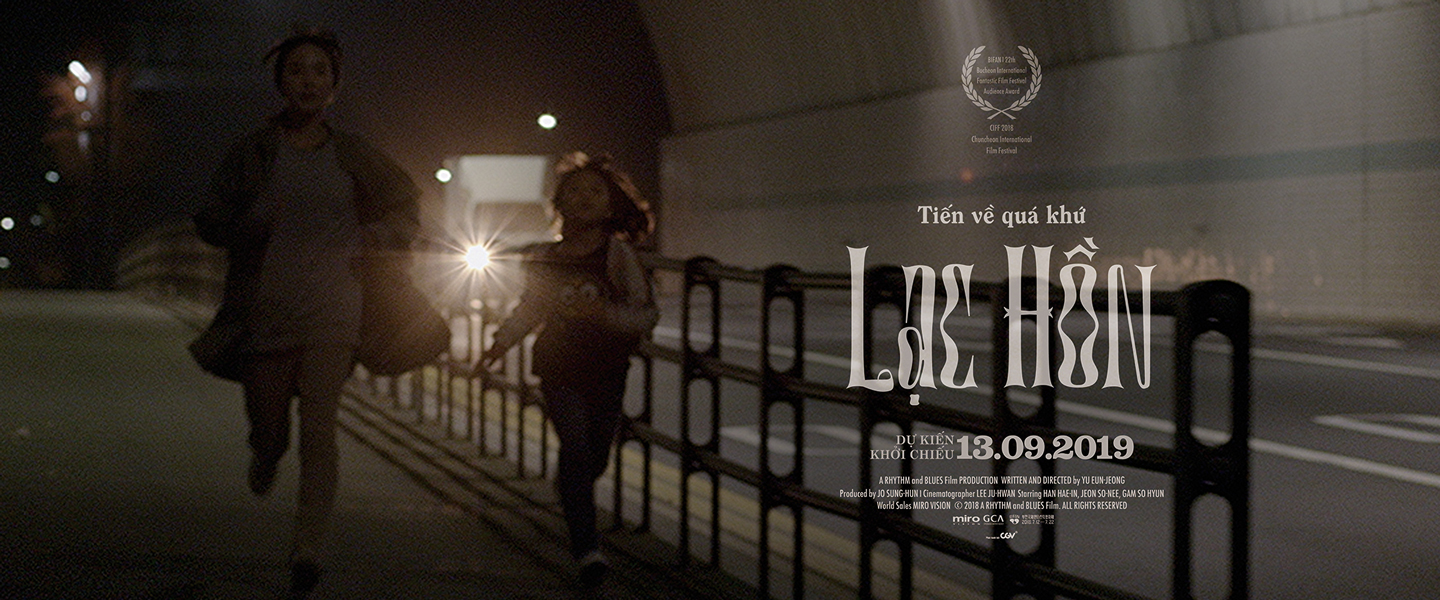 BIFAN | 22th
Bucheon International
Fantastic Film Festival
Audience Award
CIFF 2018
Chuncheon International
Film Festival
Tiến về quá khứ
LẠC HỒN
DỰ KIẾN
KHỞI CHIẾU 13.09.2019
A RHYTHM and BLUES Film PRODUCTION WRITTEN AND DIRECTED by YU EUN-JEONG
Produced by JO SUNG-HUN | Cinematographer LEE JU-HWAN Starring HAN HAE-IN, JEON SO-NEE, GAM SO HYUN
World Sales MIRO VISION © 2018 A RHYTHM and BLUES Film. ALL RIGHTS RESERVED
miro VISION GCA
CGV